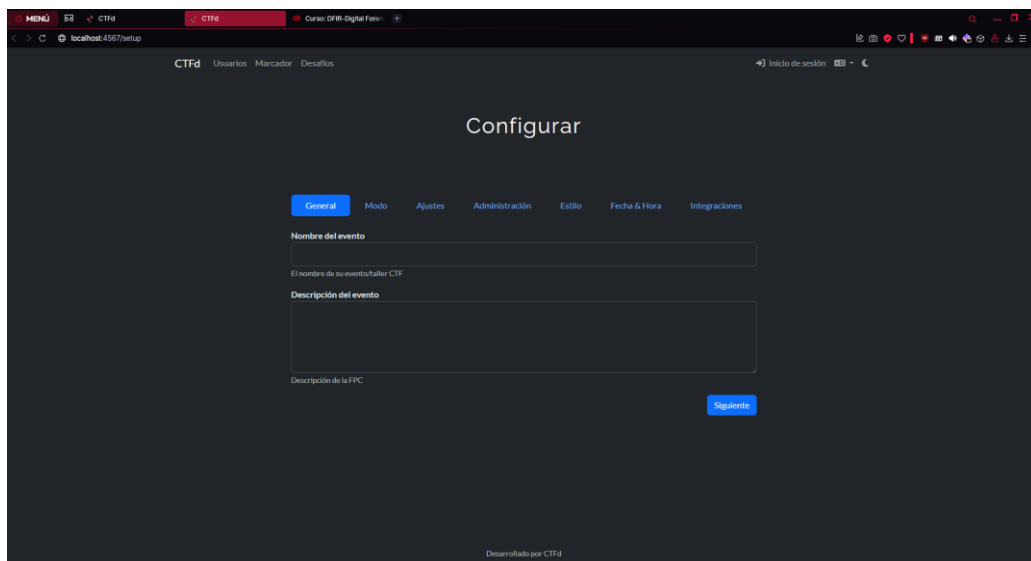 MENÚ CTFd CTFd Curso: DFIR-Digital Foren
localhost:4567/setup
CTFd Usuarios Marcador Desafíos Inicio de sesión
Configurar
General Modo Ajustes Administración Estilo Fecha & Hora Integraciones
Nombre del evento
El nombre de su evento/taller CTF
Descripción del evento
Descripción de la FPC
Siguiente
Desarrollado por CTFd